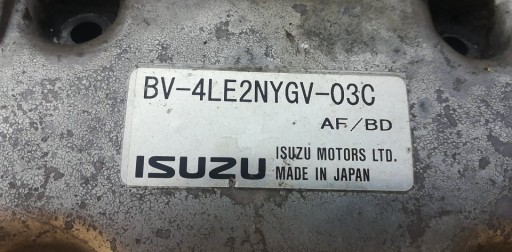 BV-4LE2NYGV-03C
AF/BD
ISUZU ISUZU MOTORS LTD.
MADE IN JAPAN